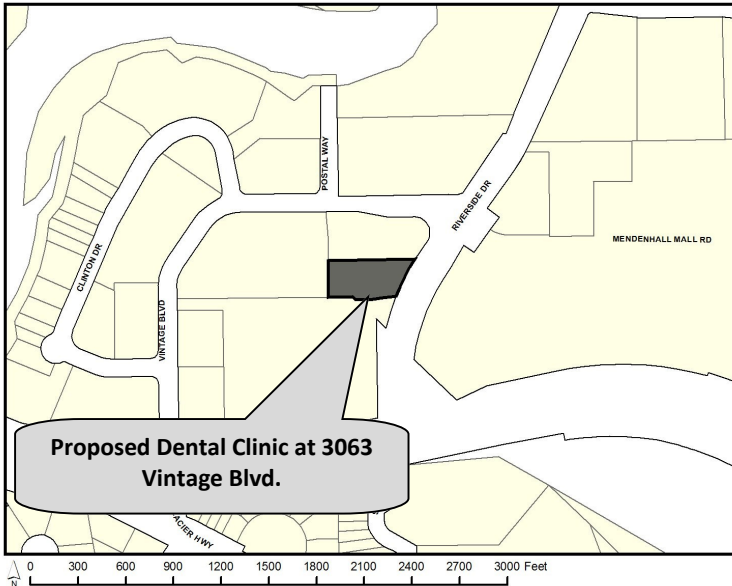 POSTAL WAY
RIVERSIDE DR
MENDENHALL MALL RD
CLINTON DR
VINTAGE BLVD
Proposed Dental Clinic at 3063
Vintage Blvd.
HWY
N
0 300 600 900 1200 1500 1800 2100 2400 2700 3000 Feet